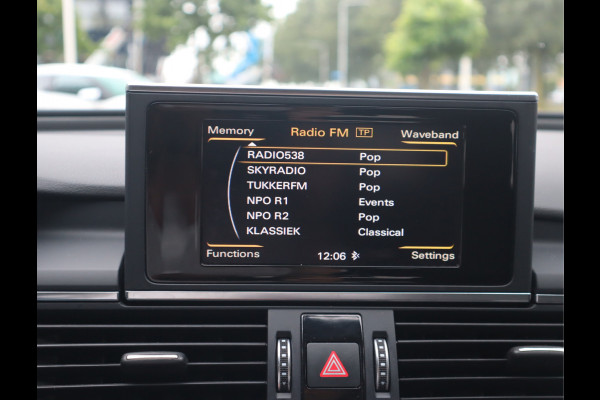 Memory Radio FM TP Waveband
RADIO538 Pop
SKYRADIO Pop
TUKKERFM Pop
NPO R1 Events
NPO R2 Pop
KLASSIEK Classical
Functions 12:06 Settings